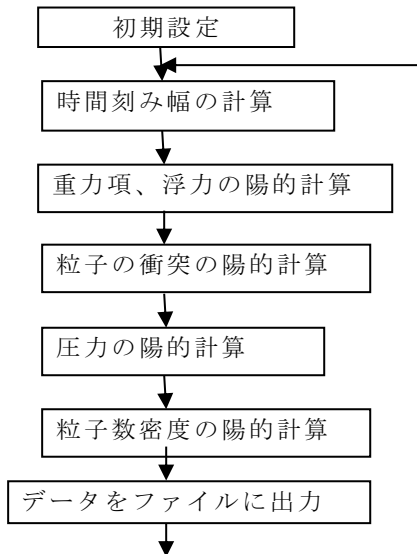 初期設定
時間刻み幅の計算
重力項、浮力の陽的計算
粒子の衝突の陽的計算
圧力の陽的計算
粒子数密度の陽的計算
データをファイルに出力